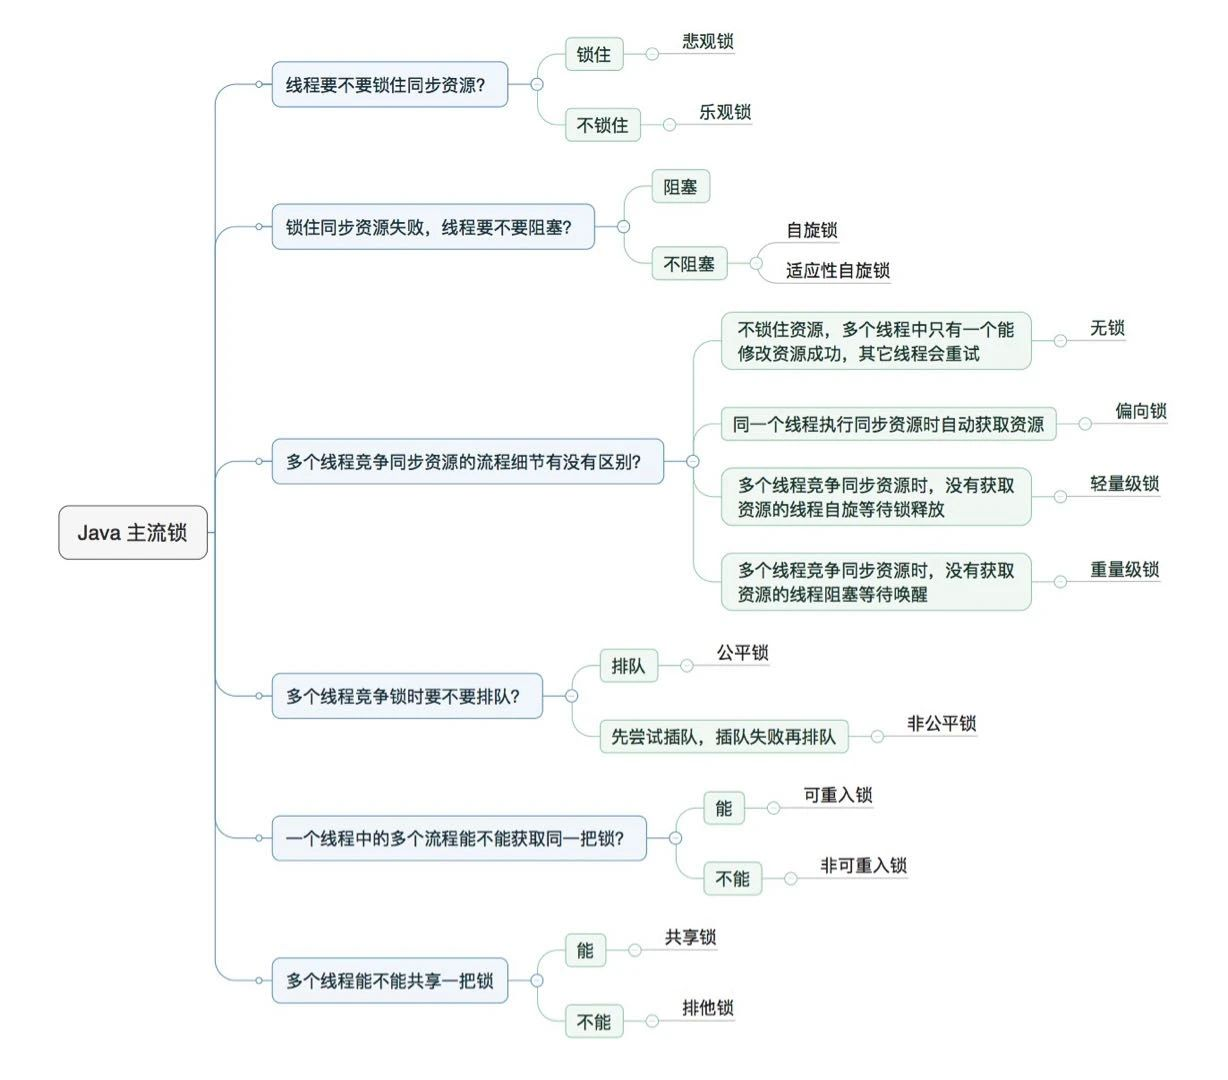 Java 主流锁
线程要不要锁住同步资源？
锁住
悲观锁
不锁住
乐观锁
锁住同步资源失败，线程要不要阻塞？
阻塞
不阻塞
自旋锁
适应性自旋锁
多个线程竞争同步资源的流程细节有没有区别？
不锁住资源，多个线程中只有一个能
修改资源成功，其它线程会重试
无锁
同一个线程执行同步资源时自动获取资源
偏向锁
多个线程竞争同步资源时，没有获取
资源的线程自旋等待锁释放
轻量级锁
多个线程竞争同步资源时，没有获取
资源的线程阻塞等待唤醒
重量级锁
多个线程竞争锁时要不要排队？
排队
公平锁
先尝试插队，插队失败再排队
非公平锁
一个线程中的多个流程能不能获取同一把锁？
能
可重入锁
不能
非可重入锁
多个线程能不能共享一把锁
能
共享锁
不能
排他锁